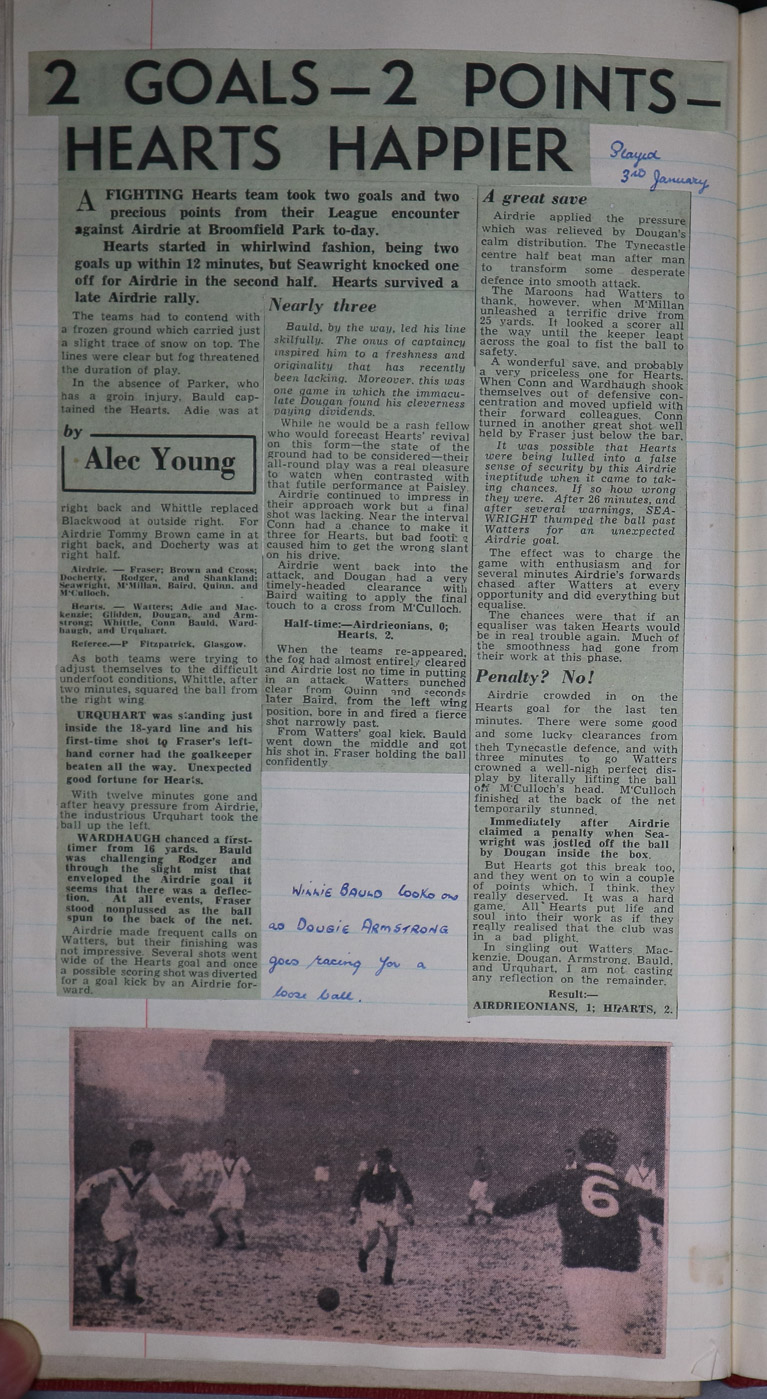 2 GOALS—2 POINTS—
HEARTS HAPPIER
Played
3rd January
A FIGHTING Hearts team took two goals and two
precious points from their League encounter
against Airdrie at Broomfield Park to-day.
Hearts started in whirlwind fashion, being two
goals up within 12 minutes, but Seawright knocked one
off for Airdrie in the second half. Hearts survived a
late Airdrie rally.
The teams had to contend with
a frozen ground which carried just
a slight trace of snow on top. The
lines were clear but fog threatened
the duration of play.
In the absence of Parker, who
has a groin injury, Bauld cap-
tained the Hearts. Adie was at
by
Alec Young
right back and Whittle replaced
Blackwood at outside right. For
Airdrie Tommy Brown came in at
right back, and Docherty was at
right half.
Airdrie. — Fraser; Brown and Cross;
Docherty, Rodger, and Shankland;
Seawright, M'Millan, Baird, Quinn, and
M'Culloch.
Hearts. — Watters; Adie and Mac-
kenzie; Glidden, Dougan, and Arm-
strong; Whittle, Conn Bauld, Ward-
haugh, and Urquhart.
Referee.—P Fitzpatrick, Glasgow.
As both teams were trying to
adjust themselves to the difficult
underfoot conditions, Whittle, after
two minutes, squared the ball from
the right wing
URQUHART was standing just
inside the 18-yard line and his
first-time shot to Fraser's left-
hand corner had the goalkeeper
beaten all the way. Unexpected
good fortune for Hearts.
With twelve minutes gone and
after heavy pressure from Airdrie,
the industrious Urquhart took the
ball up the left.
WARDHAUGH chanced a first-
timer from 16 yards. Bauld
was challenging Rodger and
through the slight mist that
enveloped the Airdrie goal it
seems that there was a deflec-
tion. At all events, Fraser
stood nonplussed as the ball
spun to the back of the net.
Airdrie made frequent calls on
Watters, but their finishing was
not impressive. Several shots went
wide of the Hearts goal and once
a possible scoring shot was diverted
for a goal kick by an Airdrie for-
ward.
Nearly three
Bauld, by the way, led his line
skilfully. The onus of captaincy
inspired him to a freshness and
originality that has recently
been lacking. Moreover, this was
one game in which the immacu-
late Dougan found his cleverness
paying dividends.
While he would be a rash fellow
who would forecast Hearts' revival
on this form—the state of the
ground had to be considered—their
all-round play was a real pleasure
to watch when contrasted with
that futile performance at Paisley.
Airdrie continued to impress in
their approach work but a final
shot was lacking. Near the interval
Conn had a chance to make it
three for Hearts, but bad
caused him to get the wrong slant
on his drive.
Airdrie went back into the
attack, and Dougan had a very
timely-headed clearance with
Baird waiting to apply the final
touch to a cross from M'Culloch.
Half-time:—Airdrieonians, 0;
Hearts, 2.
When the teams re-appeared,
the fog had almost entirely cleared
and Airdrie lost no time in putting
in an attack. Watters punched
clear from Quinn and seconds
later Baird, from the left wing
position, bore in and fired a fierce
shot narrowly past.
From Watters' goal kick, Bauld
went down the middle and got
his shot in, Fraser holding the ball
confidently
A great save
Airdrie applied the pressure
which was relieved by Dougan's
calm distribution. The Tynecastle
centre half beat man after man
to transform some desperate
defence into smooth attack.
The Maroons had Watters to
thank, however, when M'Millan
unleashed a terrific drive from
25 yards. It looked a scorer all
the way until the keeper leapt
across the goal to fist the ball to
safety.
A wonderful save, and probably
a very priceless one for Hearts.
When Conn and Wardhaugh shook
themselves out of defensive con-
centration and moved upfield with
their forward colleagues, Conn
turned in another great shot well
held by Fraser just below the bar.
It was possible that Hearts
were being lulled into a false
sense of security by this Airdrie
ineptitude when it came to tak-
ing chances. If so how wrong
they were. After 26 minutes, and
after several warnings, SEA-
WRIGHT thumped the ball past
Watters for an unexpected
Airdrie goal.
The effect was to charge the
game with enthusiasm and for
several minutes Airdrie's forwards
chased after Watters at every
opportunity and did everything but
equalise.
The chances were that if an
equaliser was taken Hearts would
be in real trouble again. Much of
the smoothness had gone from
their work at this phase.
Penalty? No!
Airdrie crowded in on the
Hearts goal for the last ten
minutes. There were some good
and some lucky clearances from
theh Tynecastle defence, and with
three minutes to go Watters
crowned a well-nigh perfect dis-
play by literally lifting the ball
off M'Culloch's head. M'Culloch
finished at the back of the net
temporarily stunned.
Immediately after Airdrie
claimed a penalty when Sea-
wright was jostled off the ball
by Dougan inside the box.
But Hearts got this break too,
and they went on to win a couple
of points which, I think, they
really deserved. It was a hard
game. All Hearts put life and
soul into their work as if they
really realised that the club was
in a bad plight.
In singling out Watters, Mac-
kenzie, Dougan, Armstrong, Bauld,
and Urquhart, I am not casting
any reflection on the remainder.
Result:—
AIRDRIEONIANS, 1; HEARTS, 2.
WINNIE BAULD looks on
as DOUGIE ARMSTRONG
goes racing for a
loose ball.
6